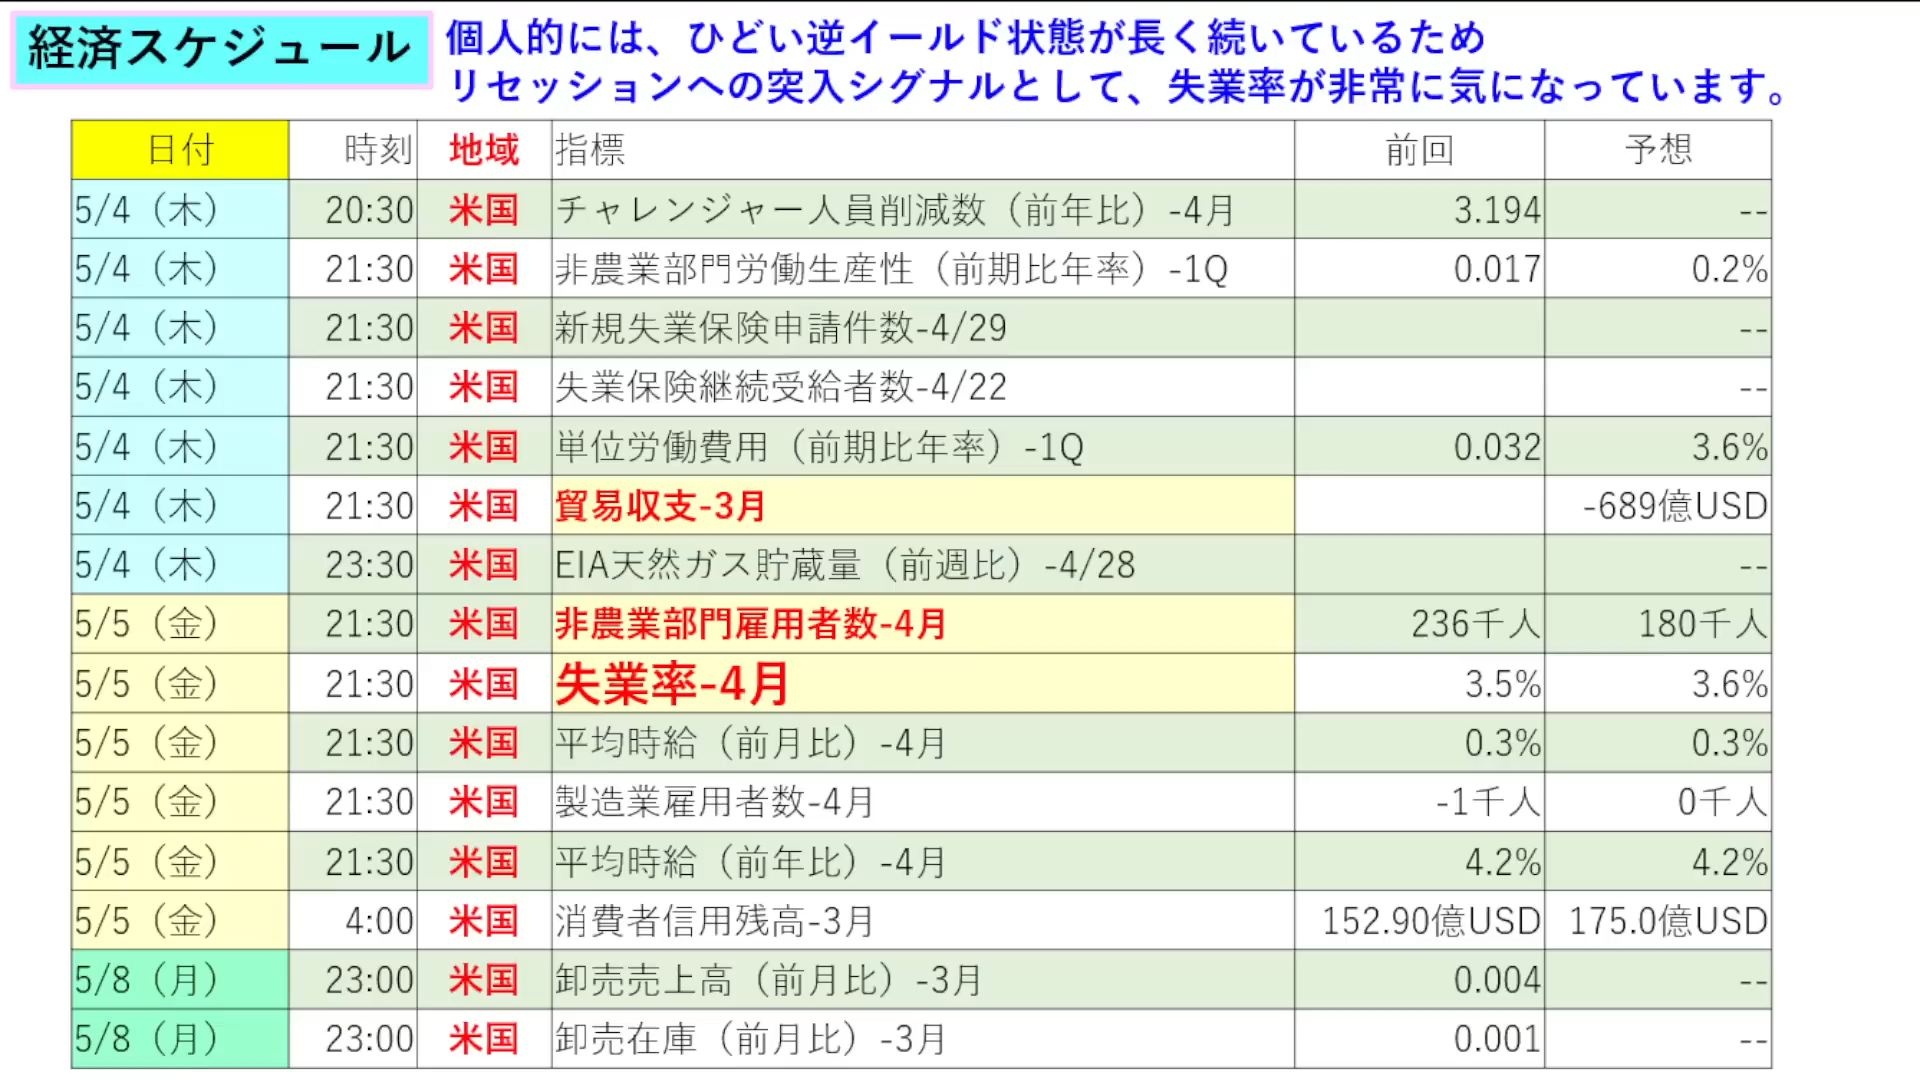 経済スケジュール
個人的には、ひどい逆イールド状態が長く続いているため
リセッションへの突入シグナルとして、失業率が非常に気になっています。
日付 時刻 地域 指標 前回 予想
5/4（木） 20:30 米国 チャレンジャー人員削減数（前年比）-4月 3.194 --
5/4（木） 21:30 米国 非農業部門労働生産性（前期比年率）-1Q 0.017 0.2%
5/4（木） 21:30 米国 新規失業保険申請件数-4/29 --
5/4（木） 21:30 米国 失業保険継続受給者数-4/22 --
5/4（木） 21:30 米国 単位労働費用（前期比年率）-1Q 0.032 3.6%
5/4（木） 21:30 米国 貿易収支-3月 -689億USD
5/4（木） 23:30 米国 EIA天然ガス貯蔵量（前週比）-4/28 --
5/5（金） 21:30 米国 非農業部門雇用者数-4月 236千人 180千人
5/5（金） 21:30 米国 失業率-4月 3.5% 3.6%
5/5（金） 21:30 米国 平均時給（前月比）-4月 0.3% 0.3%
5/5（金） 21:30 米国 製造業雇用者数-4月 -1千人 0千人
5/5（金） 21:30 米国 平均時給（前年比）-4月 4.2% 4.2%
5/5（金） 4:00 米国 消費者信用残高-3月 152.90億USD 175.0億USD
5/8（月） 23:00 米国 卸売売上高（前月比）-3月 0.004 --
5/8（月） 23:00 米国 卸売在庫（前月比）-3月 0.001 --